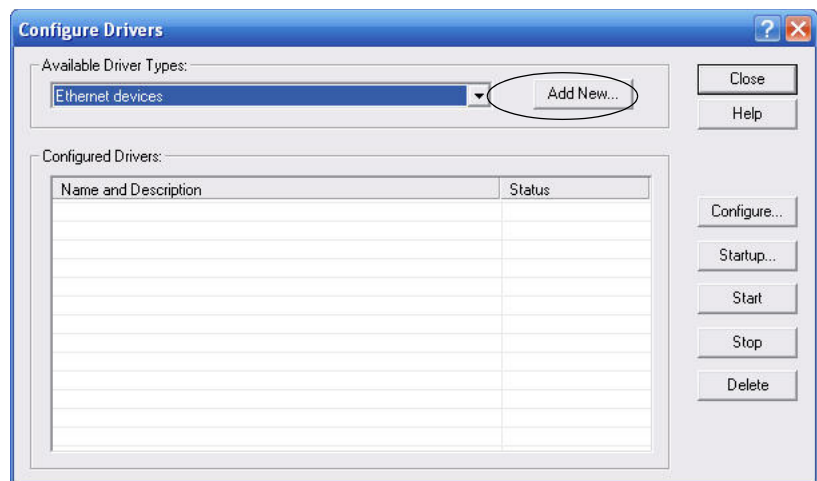 Configure Drivers
?
Available Driver Types:
Ethernet devices
Add New...
Close
Help
Configured Drivers:
Name and Description
Status
Configure...
Startup...
Start
Stop
Delete